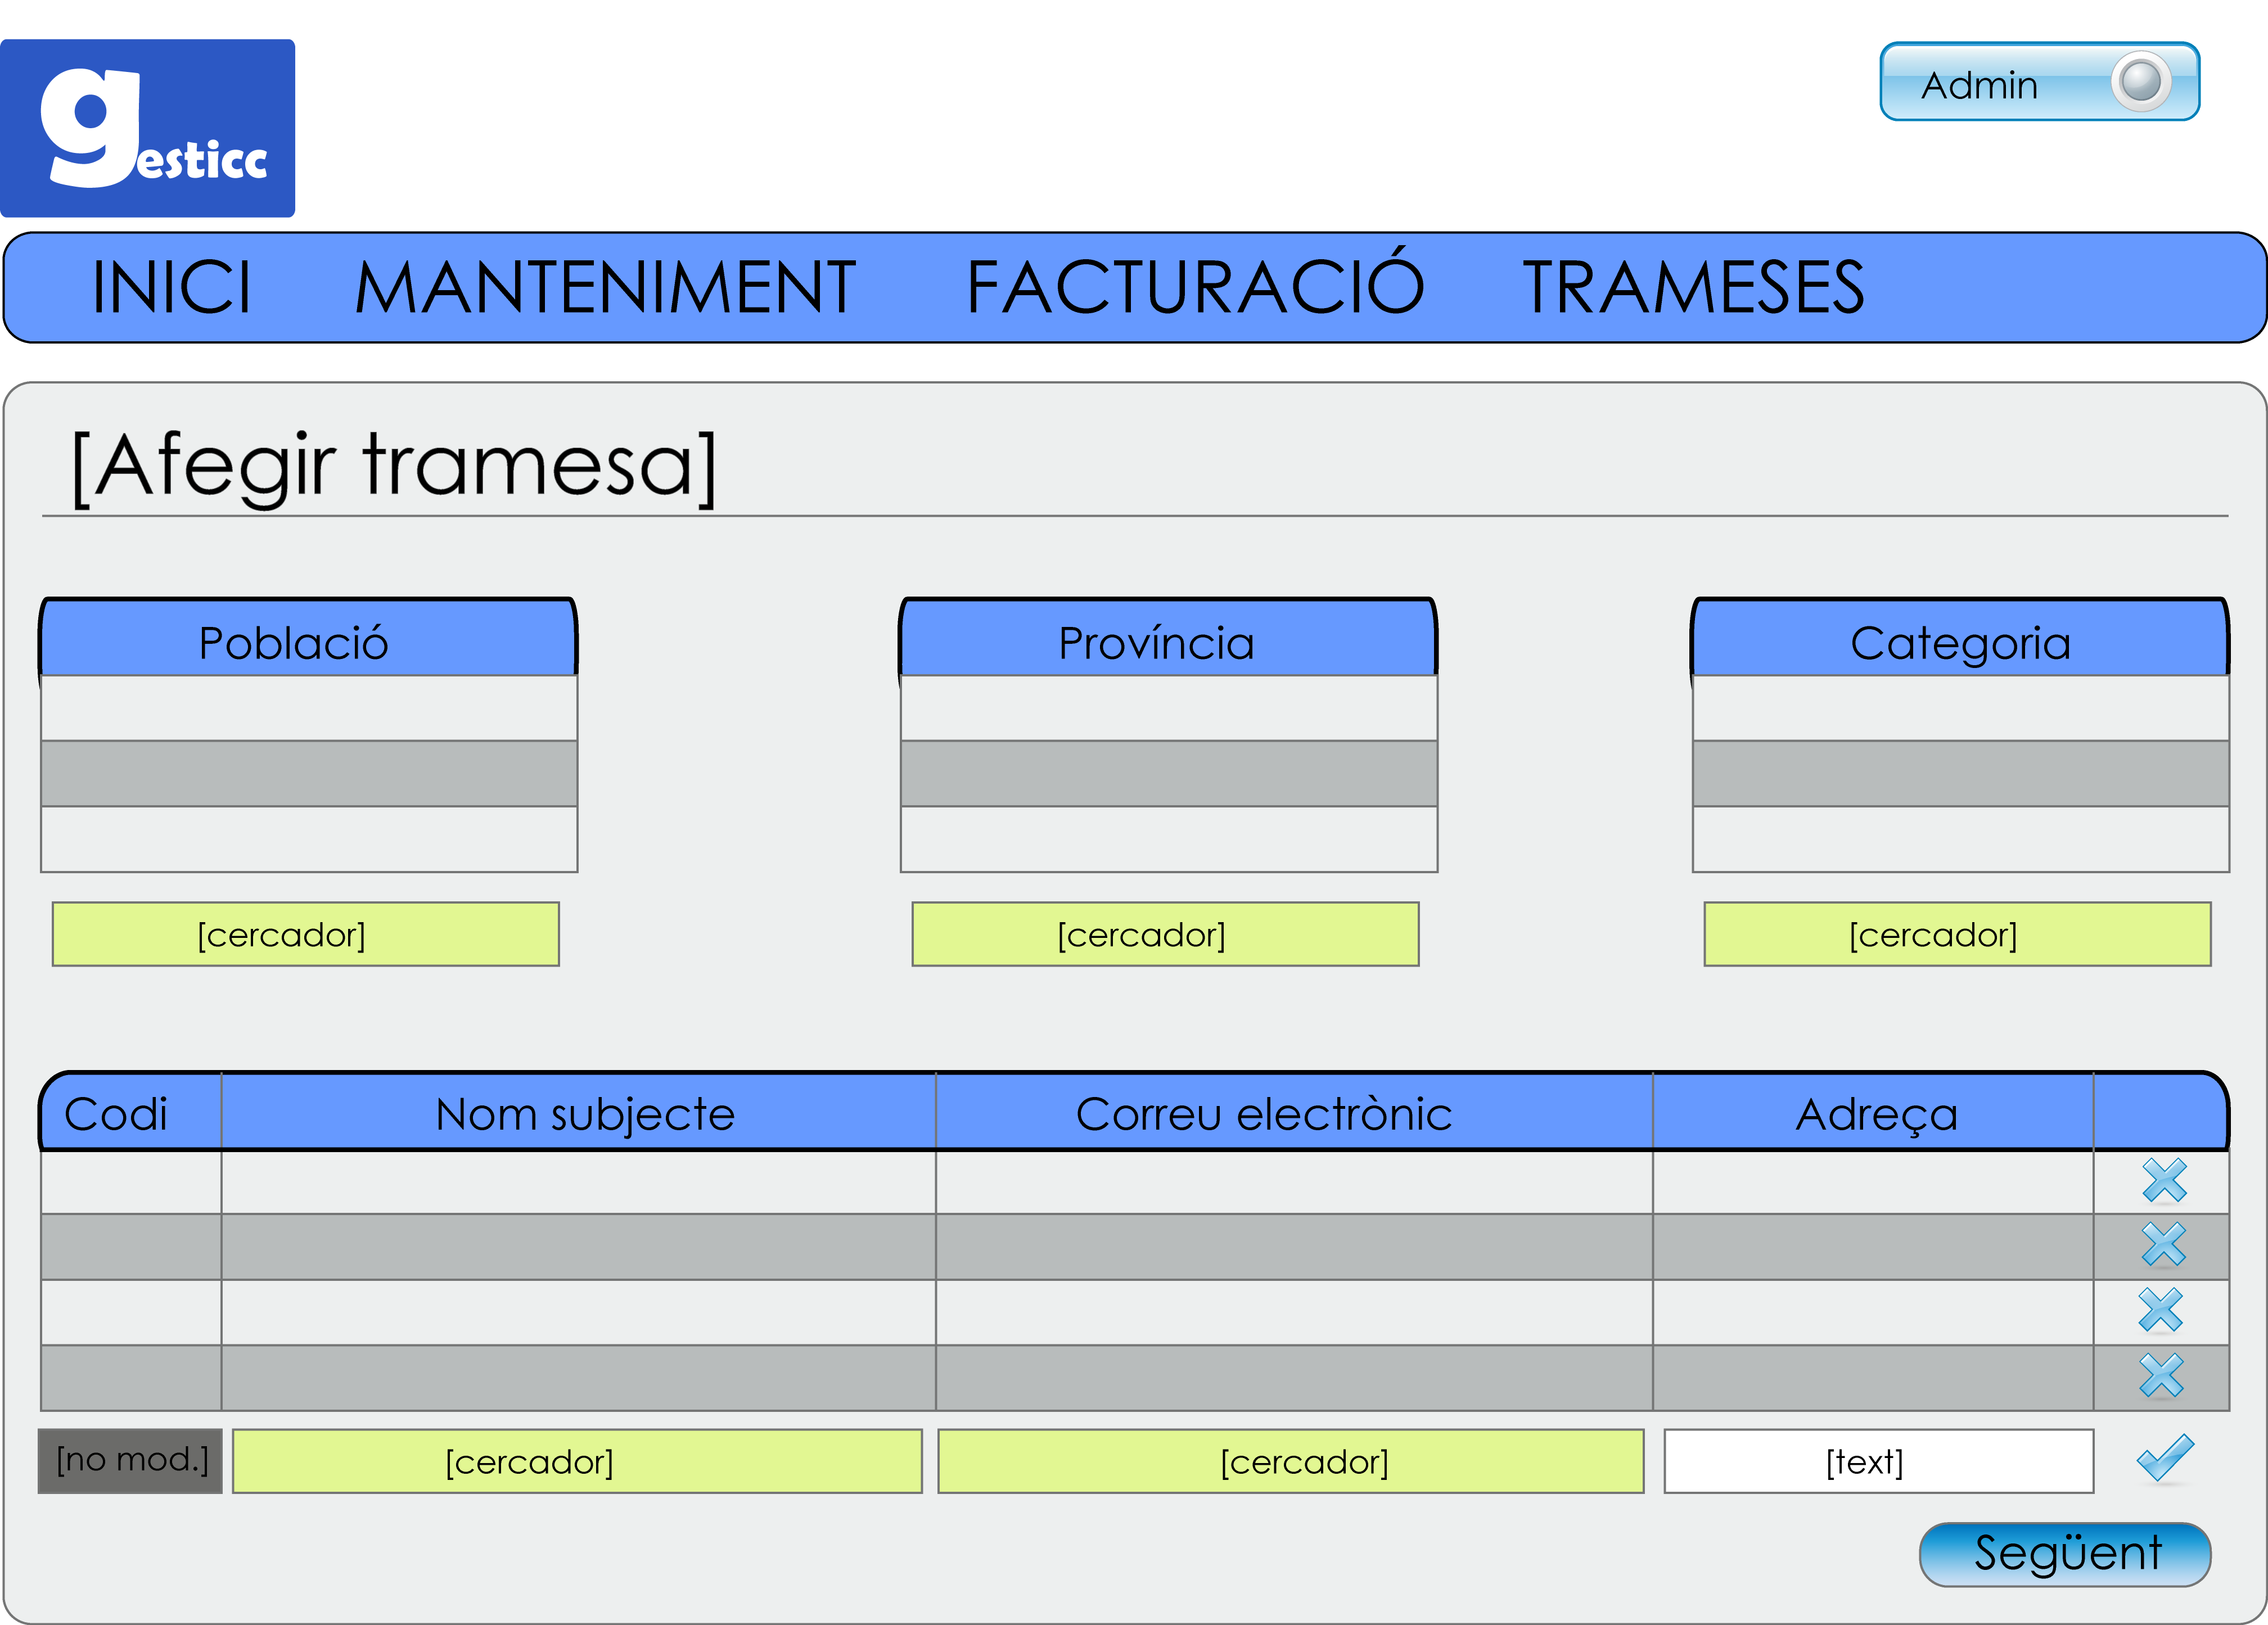 gesticc
Admin
INICI MANTENIMENT FACTURACIÓ TRAMESES
[Afegir tramesa]
Població Província Categoria
[cercador] [cercador] [cercador]
Codi Nom subjecte Correu electrònic Adreça
[no mod.] [cercador] [cercador] [text]
Següent